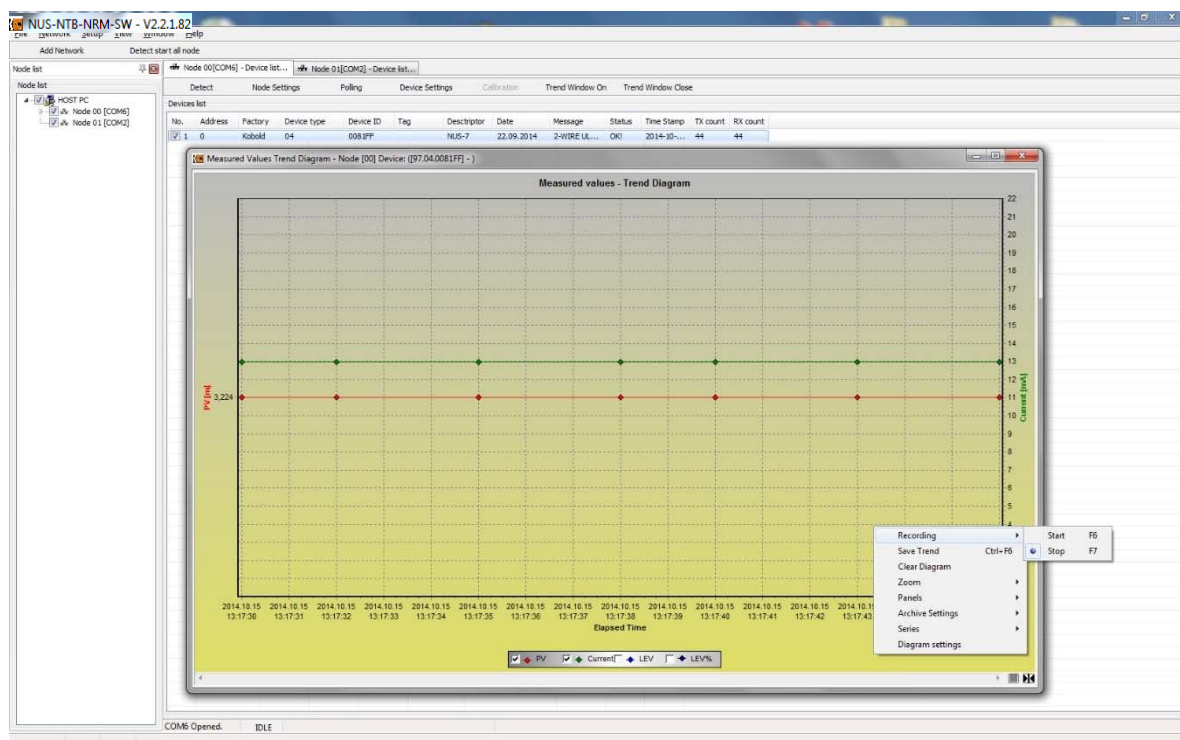 NUS-NTB-NRM-SW - V2.2.1.82
File Network Setup View Window Help
Add Network Detect start all node
Node list
Node 00[COM6] - Device list... Node 01[COM2] - Device list...
Node list
HOST PC
Node 00 [COM6]
Node 01 [COM2]
Detect Node Settings Polling Device Settings Calibration Trend Window On Trend Window Close
Devices list
No. Address Factory Device type Device ID Tag Desctriptor Date Message Status Time Stamp TX count RX count
1 0 Kobold 04 0081FF NUS-7 22.09.2014 2-WIRE UL... OK! 2014-10-... 44 44
Measured Values Trend Diagram - Node [00] Device: ([97.04.0081FF] - )
Measured values - Trend Diagram
22
21
20
19
18
17
16
15
14
13
12
11
10
9
8
7
6
5
4
PV [m]
3,224
Current [mA]
Recording
Save Trend Ctrl+F6
Clear Diagram
Zoom
Panels
Archive Settings
Series
Diagram settings
Start F6
Stop F7
2014.10.15 2014.10.15 2014.10.15 2014.10.15 2014.10.15 2014.10.15 2014.10.15 2014.10.15 2014.10.15 2014.10.15 2014.10.15 2014.10.15 2014.10.15
13:17:30 13:17:31 13:17:32 13:17:33 13:17:34 13:17:35 13:17:36 13:17:37 13:17:38 13:17:39 13:17:40 13:17:41 13:17:42 13:17:43
Elapsed Time
PV Current LEV LEV%
COM6 Opened. IDLE